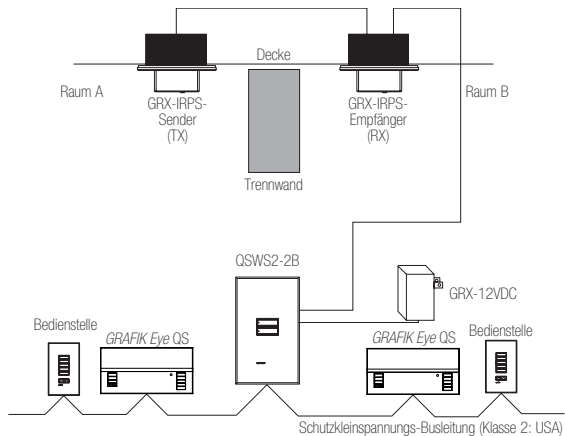 Decke
Raum A
GRX-IRPS-
Sender
(TX)
GRX-IRPS-
Empfänger
(RX)
Raum B
Trennwand
QSWS2-2B
GRX-12VDC
Bedienstelle
GRAFIK Eye QS
GRAFIK Eye QS
Bedienstelle
Schutzkleinspannungs-Busleitung (Klasse 2: USA)